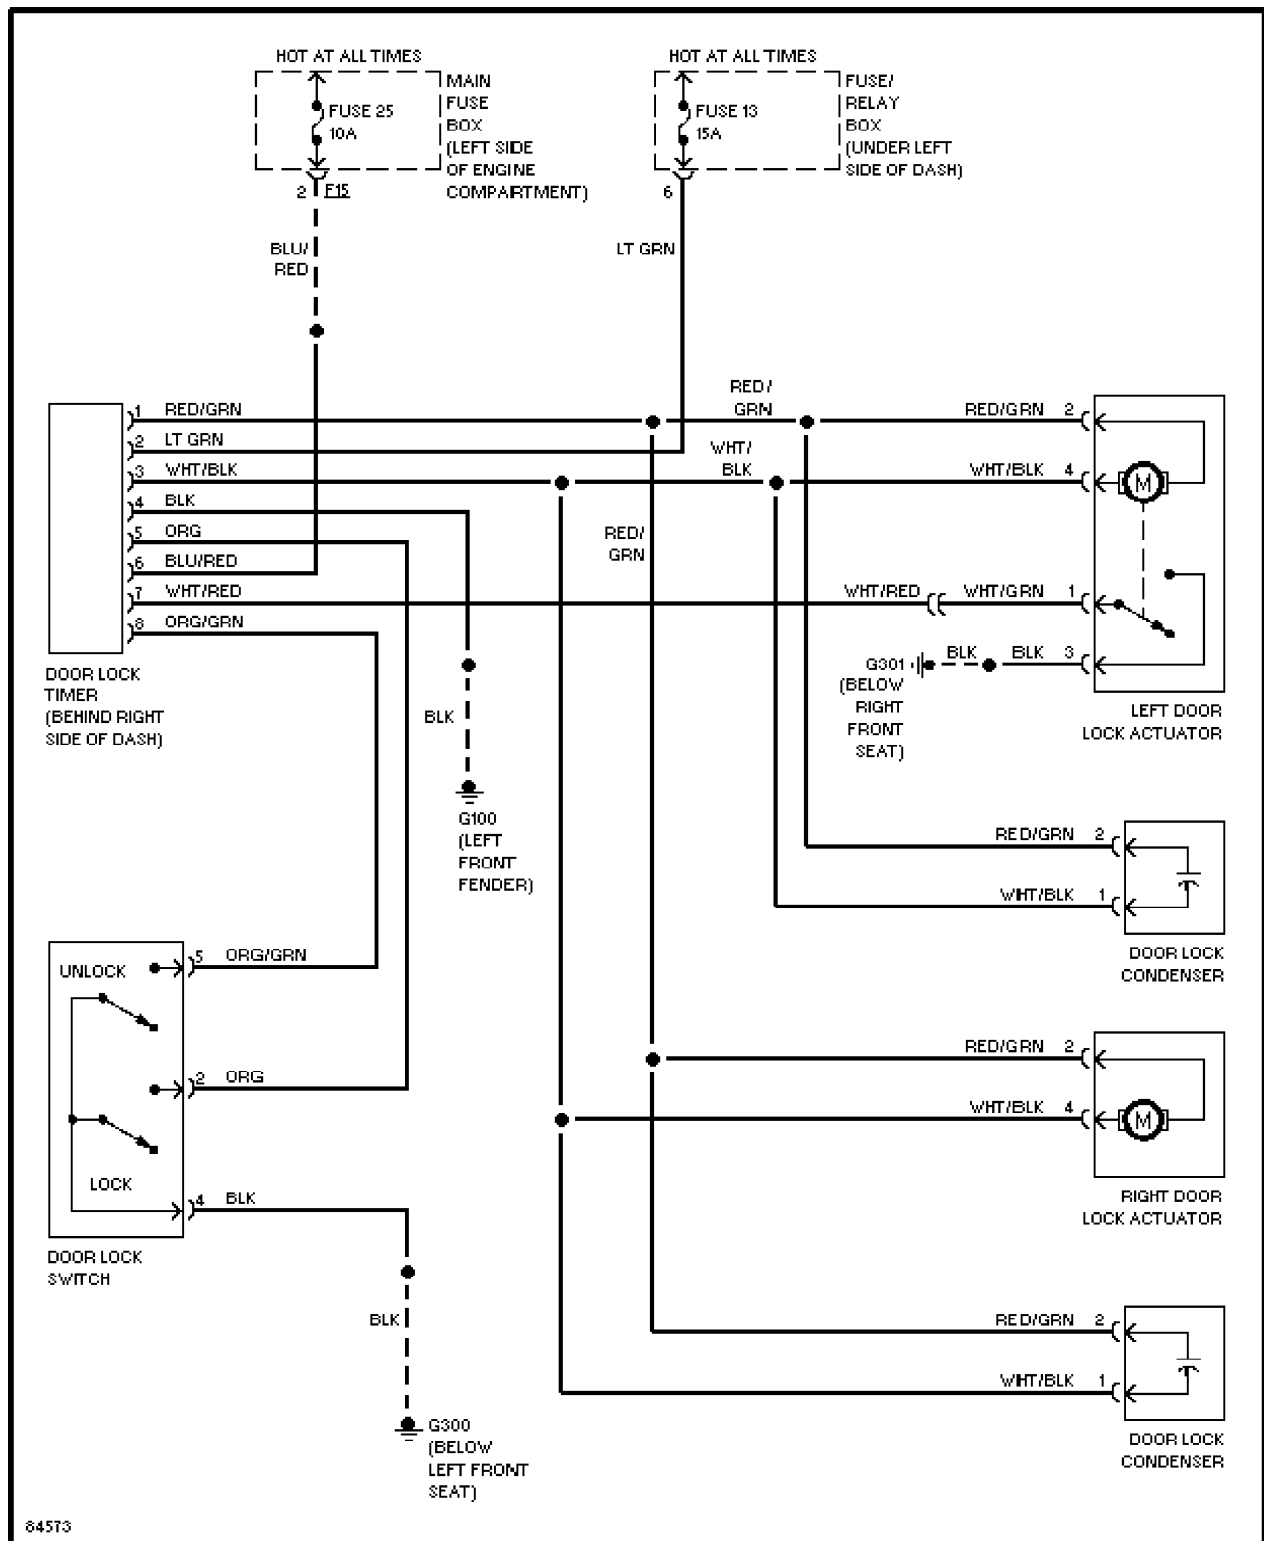 HOT AT ALL TIMES
FUSE 25
10A
MAIN
FUSE
BOX
(LEFT SIDE
OF ENGINE
COMPARTMENT)
2 E15
BLU/
RED
HOT AT ALL TIMES
FUSE 13
15A
FUSE/
RELAY
BOX
(UNDER LEFT
SIDE OF DASH)
6
LT GRN
1 RED/GRN
2 LT GRN
3 WHT/BLK
4 BLK
5 ORG
6 BLU/RED
7 WHT/RED
8 ORG/GRN
DOOR LOCK
TIMER
(BEHIND RIGHT
SIDE OF DASH)
RED/
GRN
WHT/
BLK
RED/
GRN
RED/GRN 2
WHT/BLK 4
M
WHT/RED
WHT/GRN 1
G301
BLK
BLK 3
(BELOW
RIGHT
FRONT
SEAT)
LEFT DOOR
LOCK ACTUATOR
BLK
G100
(LEFT
FRONT
FENDER)
RED/GRN 2
WHT/BLK 1
DOOR LOCK
CONDENSER
UNLOCK
5 ORG/GRN
2 ORG
LOCK
4 BLK
DOOR LOCK
SWITCH
BLK
G300
(BELOW
LEFT FRONT
SEAT)
RED/GRN 2
WHT/BLK 4
M
RIGHT DOOR
LOCK ACTUATOR
RED/GRN 2
WHT/BLK 1
DOOR LOCK
CONDENSER
84573